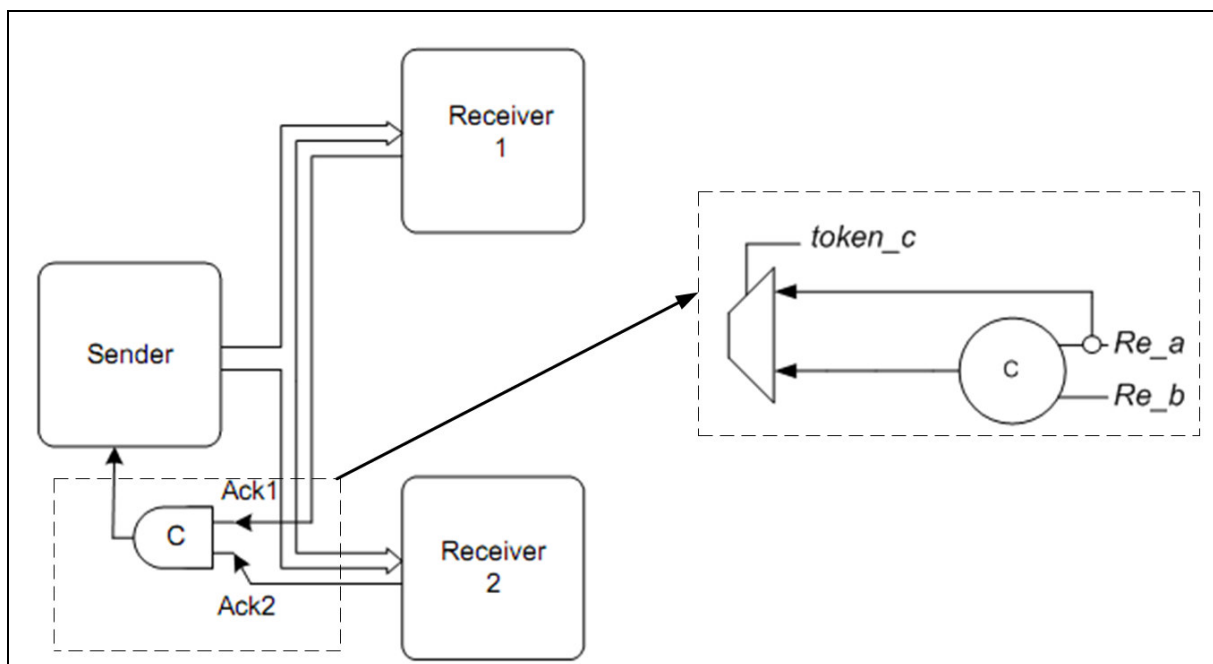 Receiver
1
token_c
Sender
Re_a
C
Re_b
Ack1
C
Receiver
2
Ack2